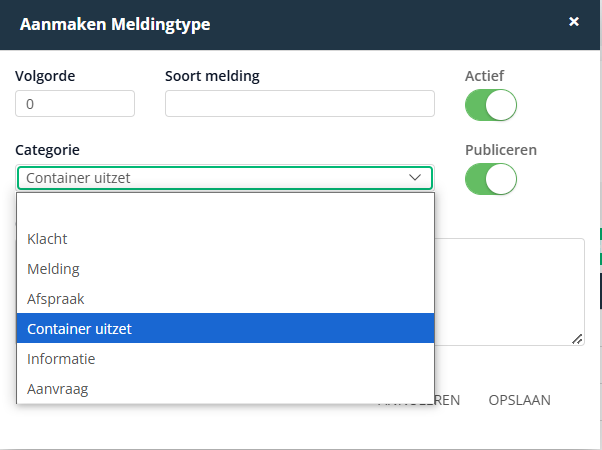 Aanmaken Meldingtype
Volgorde
Soort melding
Actief
0
Categorie
Publiceren
Container uitzet
Klacht
Melding
Afspraak
Container uitzet
Informatie
Aanvraag
OPSLAAN